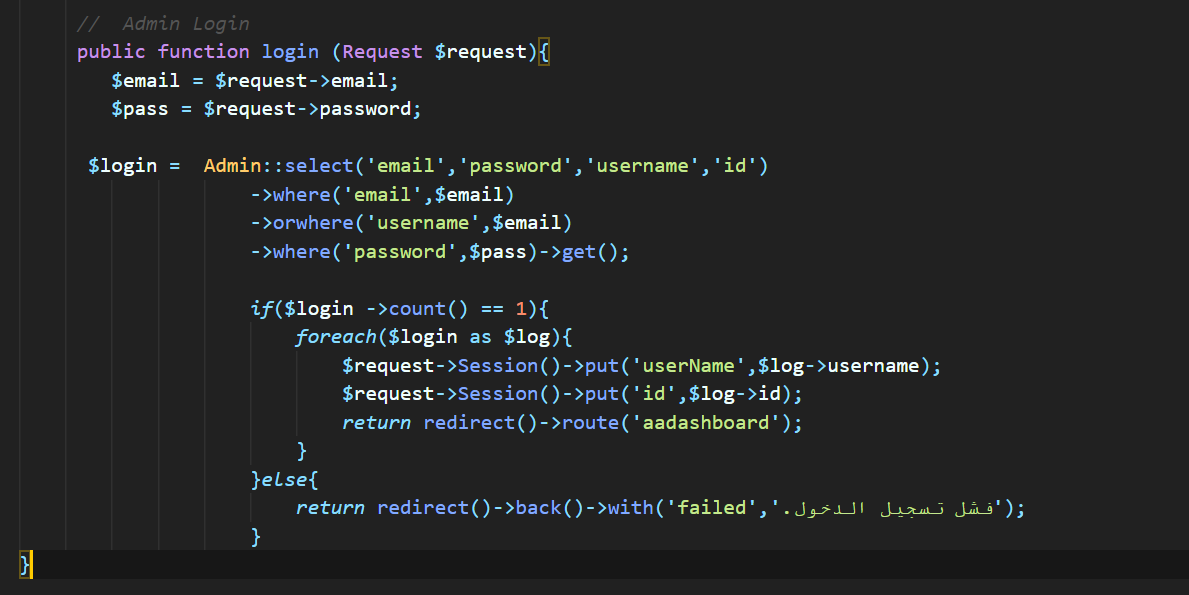 //  Admin Login
public function login (Request $request){
$email = $request->email;
$pass = $request->password;
$login =  Admin::select('email','password','username','id')
->where('email',$email)
->orwhere('username',$email)
->where('password',$pass)->get();
if($login ->count() == 1){
foreach($login as $log){
$request->Session()->put('userName',$log->username);
$request->Session()->put('id',$log->id);
return redirect()->route('aadashboard');
}
}else{
return redirect()->back()->with('failed','فشل تسجيل الدخول.');
}
}